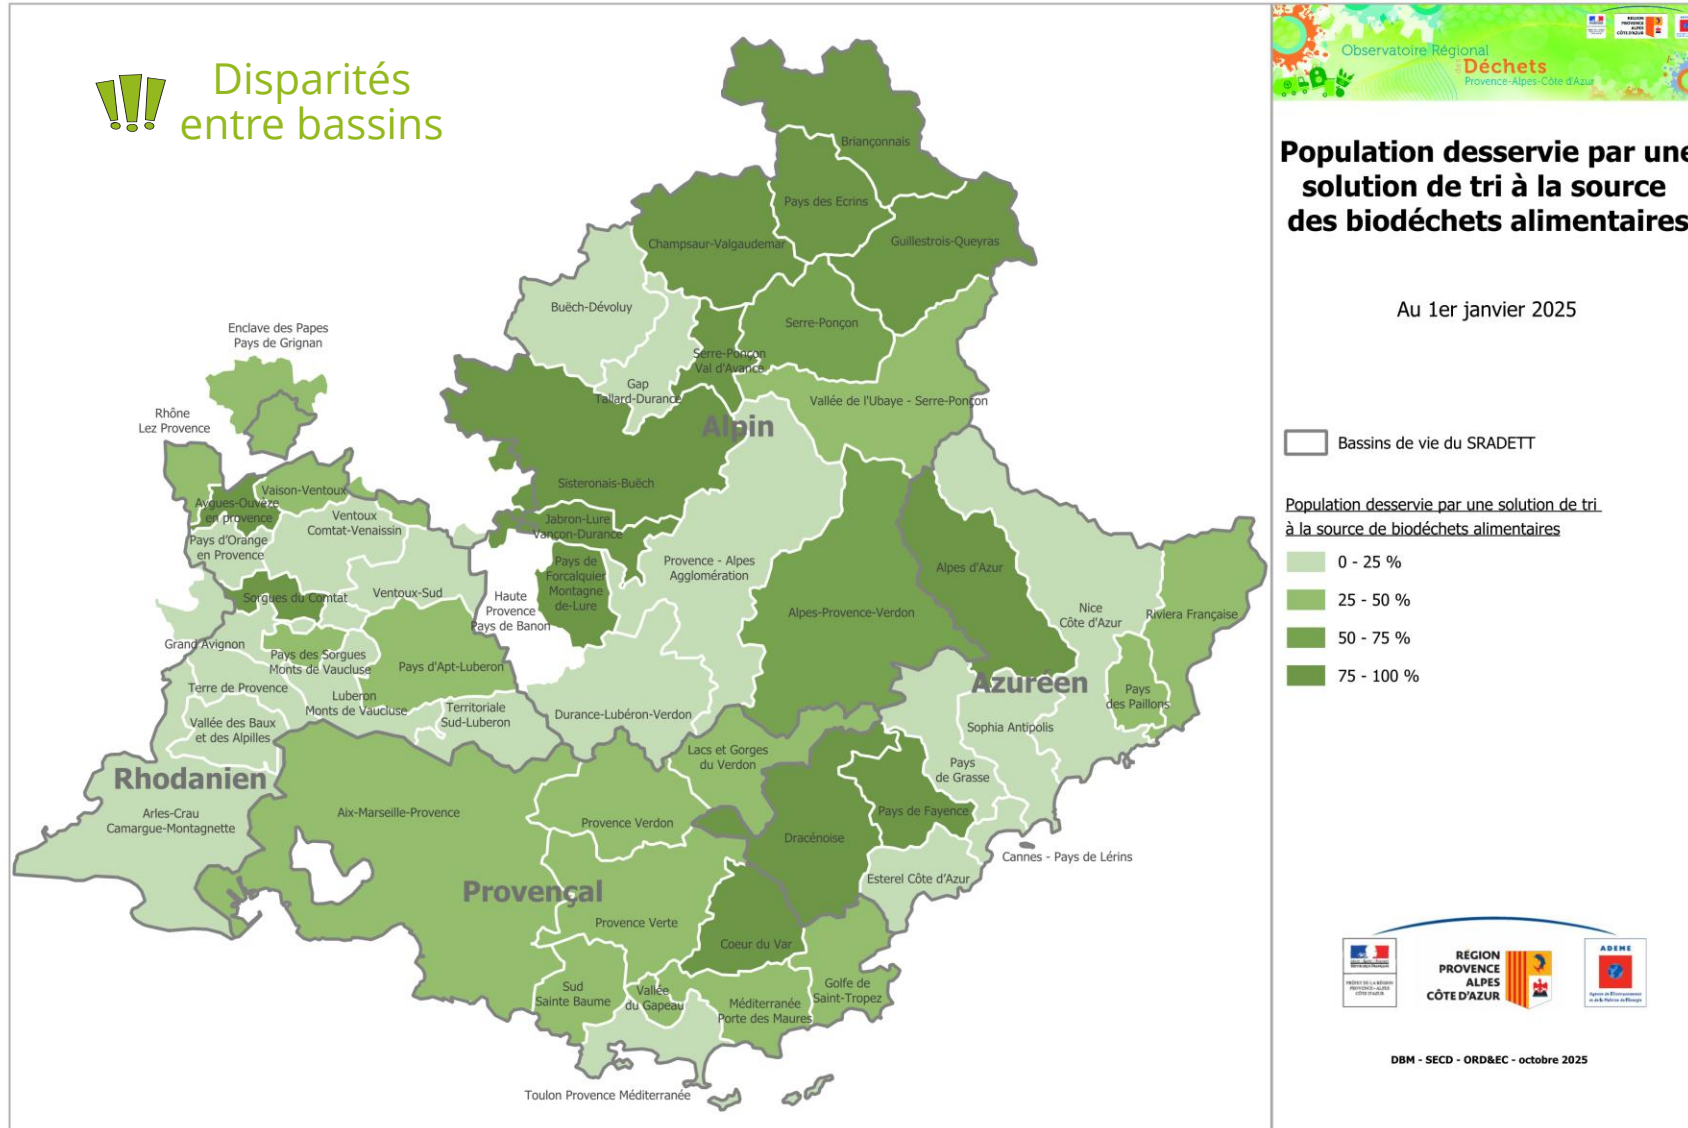 Disparités
entre bassins
Briançonnais
Pays des Ecrins
Champsaur-Valgaudemar
Guillestrois-Queyras
Buëch-Dévoluy
Serre-Ponçon
Enclave des Papes
Pays de Grignan
Serre-Ponçon
Val d'Avance
Gap
Tallard-Durance
Vallée de l'Ubaye - Serre-Ponçon
Rhône
Lez Provence
Alpin
Sisteronais-Buëch
Vaison-Ventoux
Aygues-Ouvèze
en provence
Ventoux
Comtat-Venaissin
Jabron-Lure
Vançon-Durance
Pays d'Orange
en Provence
Provence - Alpes
Agglomération
Pays de
Forcalquier
Montagne
de-Lure
Alpes d'Azur
Sorgues du Comtat
Ventoux-Sud
Haute
Provence
Pays de Banon
Alpes-Provence-Verdon
Nice
Côte d'Azur
Riviera Française
Grand Avignon
Pays des Sorgues
Monts de Vaucluse
Pays d'Apt-Luberon
Terre de Provence
Luberon
Monts de Vaucluse
Territoriale
Sud-Luberon
Durance-Lubéron-Verdon
Azuréen
Pays
des Paillons
Vallée des Baux
et des Alpilles
Sophia Antipolis
Lacs et Gorges
du Verdon
Pays
de Grasse
Rhodanien
Arles-Crau
Camargue-Montagnette
Aix-Marseille-Provence
Provence Verdon
Pays de Fayence
Dracénoise
Cannes - Pays de Lérins
Esterel Côte d'Azur
Provençal
Provence Verte
Coeur du Var
Sud
Sainte Baume
Vallée
du Gapeau
Méditerranée
Porte des Maures
Golfe de
Saint-Tropez
Toulon Provence Méditerranée
Observatoire Régional
des Déchets
Provence-Alpes-Côte d'Azur
Population desservie par une
solution de tri à la source
des biodéchets alimentaires
Au 1er janvier 2025
Bassins de vie du SRADETT
Population desservie par une solution de tri
à la source de biodéchets alimentaires
0 - 25 %
25 - 50 %
50 - 75 %
75 - 100 %
RÉGION
PROVENCE
ALPES
CÔTE D'AZUR
ADEME
DBM - SECD - ORD&EC - octobre 2025